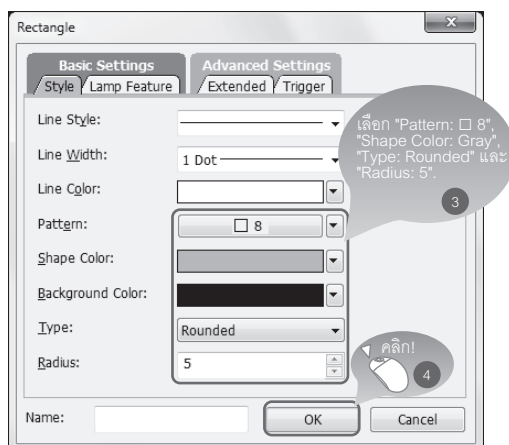 Rectangle
x
Basic Settings Advanced Settings
Style Lamp Feature Extended Trigger
Line Style:
Line Width: 1 Dot
Line Color:
Pattern: □ 8
Shape Color:
Background Color:
Type: Rounded
Radius: 5
Name: OK Cancel
เลือก "Pattern: □ 8",
"Shape Color: Gray",
"Type: Rounded" และ
"Radius: 5".
3
คลิก!
4